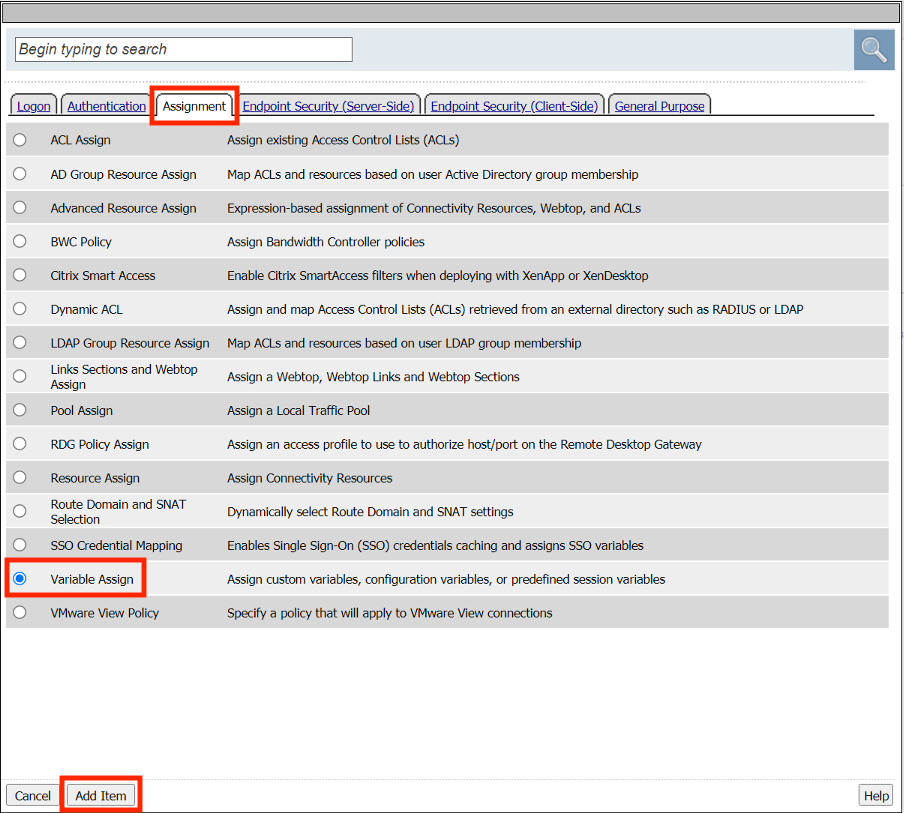 Begin typing to search
Logon Authentication Assignment Endpoint Security (Server-Side) Endpoint Security (Client-Side) General Purpose
ACL Assign Assign existing Access Control Lists (ACLs)
AD Group Resource Assign Map ACLs and resources based on user Active Directory group membership
Advanced Resource Assign Expression-based assignment of Connectivity Resources, Webtop, and ACLs
BWC Policy Assign Bandwidth Controller policies
Citrix Smart Access Enable Citrix SmartAccess filters when deploying with XenApp or XenDesktop
Dynamic ACL Assign and map Access Control Lists (ACLs) retrieved from an external directory such as RADIUS or LDAP
LDAP Group Resource Assign Map ACLs and resources based on user LDAP group membership
Links Sections and Webtop
Assign Assign a Webtop, Webtop Links and Webtop Sections
Pool Assign Assign a Local Traffic Pool
RDG Policy Assign Assign an access profile to use to authorize host/port on the Remote Desktop Gateway
Resource Assign Assign Connectivity Resources
Route Domain and SNAT
Selection Dynamically select Route Domain and SNAT settings
SSO Credential Mapping Enables Single Sign-On (SSO) credentials caching and assigns SSO variables
Variable Assign Assign custom variables, configuration variables, or predefined session variables
VMware View Policy Specify a policy that will apply to VMware View connections
Cancel Add Item Help